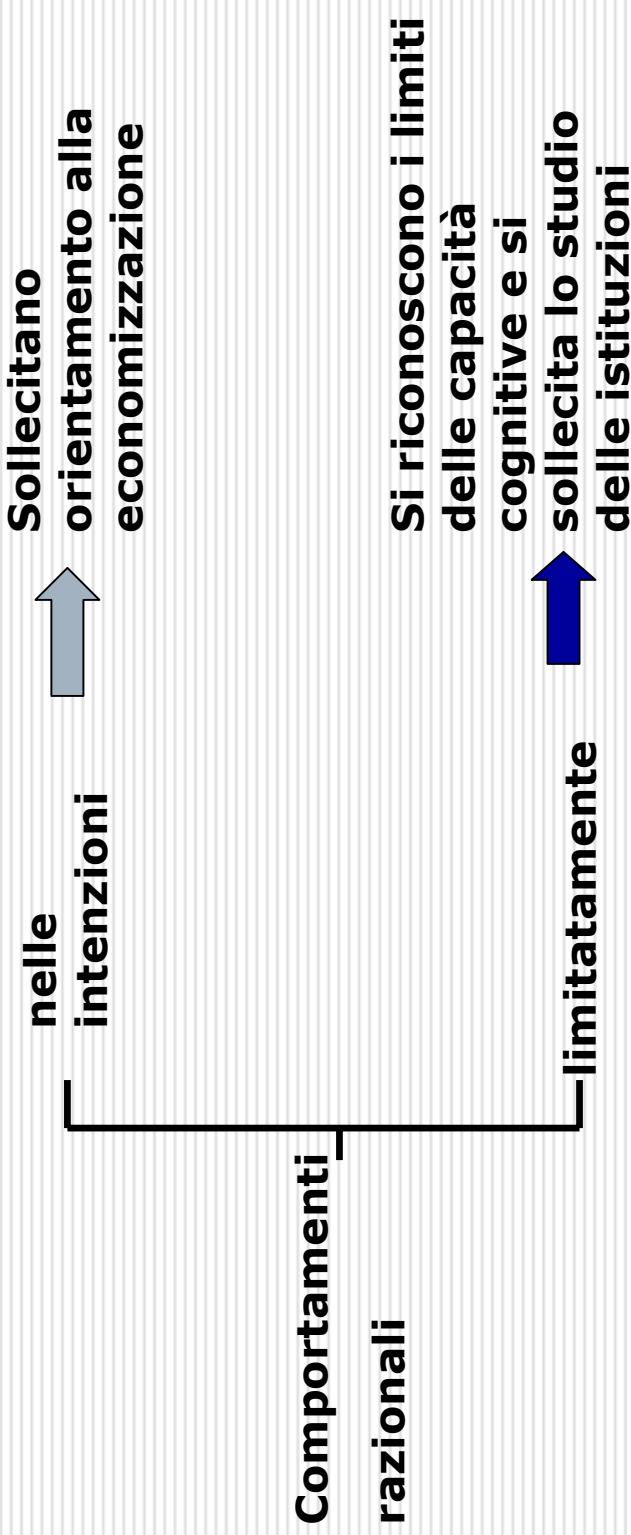 Comportamenti
razionali
nelle
intenzioni
Sollecitano
orientamento alla
economizzazione
limitatamente
Si riconoscono i limiti
delle capacità
cognitive e si
sollecita lo studio
delle istituzioni